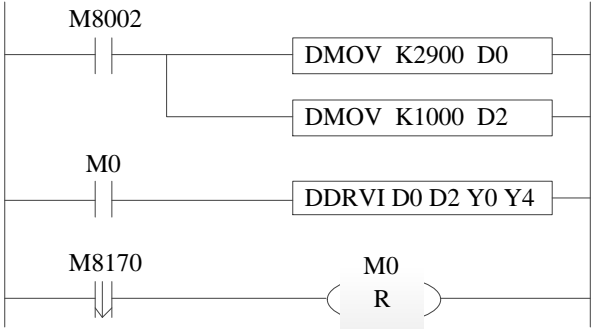 M8002
DMOV K2900 D0
DMOV K1000 D2
M0
DDRVI D0 D2 Y0 Y4
M8170
M0
R